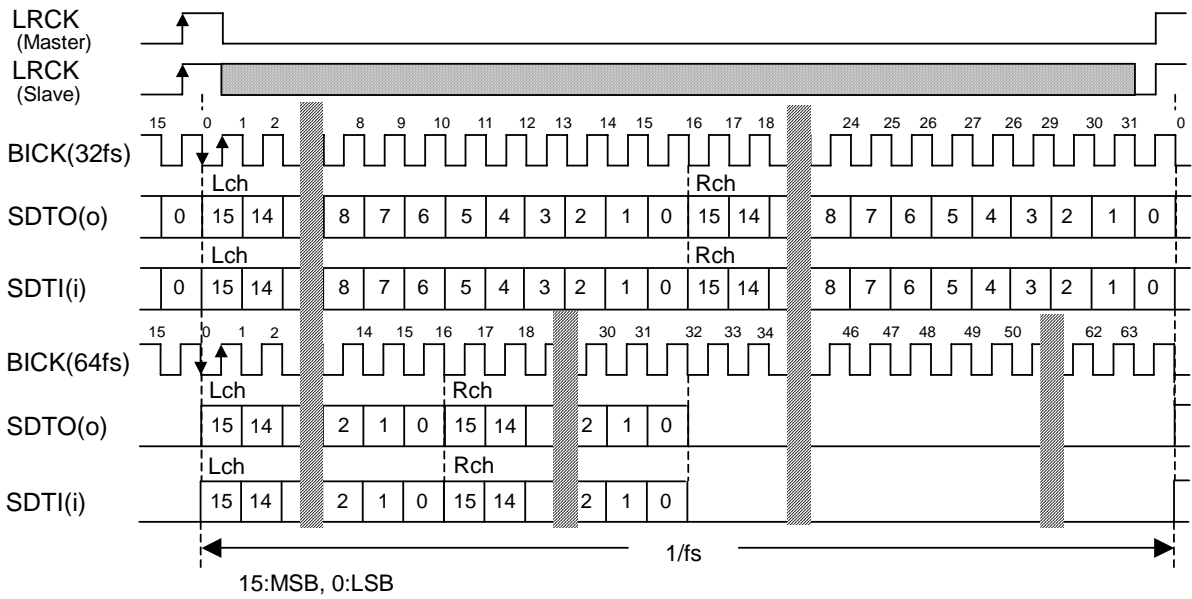 LRCK
(Master)
LRCK
(Slave)
15 0 1 2 8 9 10 11 12 13 14 15 16 17 18 24 25 26 27 26 29 30 31 0
BICK(32fs)
Lch Rch
SDTO(o) 0 15 14 8 7 6 5 4 3 2 1 0 15 14 8 7 6 5 4 3 2 1 0
Lch Rch
SDTI(i) 0 15 14 8 7 6 5 4 3 2 1 0 15 14 8 7 6 5 4 3 2 1 0
15 0 1 2 14 15 16 17 18 30 31 32 33 34 46 47 48 49 50 62 63
BICK(64fs)
Lch Rch
SDTO(o) 15 14 2 1 0 15 14 2 1 0
Lch Rch
SDTI(i) 15 14 2 1 0 15 14 2 1 0
1/fs
15:MSB, 0:LSB